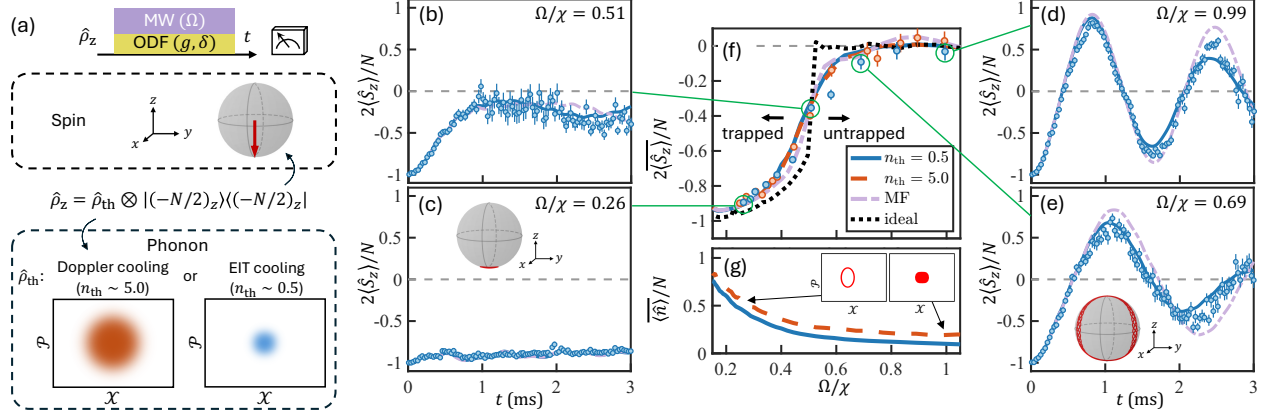 (a)
MW (Ω)
ODF (g, δ)
ρ̂z
t
Spin
z
y
x
ρ̂z = ρ̂th ⊗ |(−N/2)z⟩⟨(−N/2)z|
Phonon
ρ̂th:
Doppler cooling
(nth ~ 5.0)
or
EIT cooling
(nth ~ 0.5)
𝒫
𝒳
𝒫
𝒳
(b)
Ω/χ = 0.51
2⟨Ŝz⟩/N
1
0.5
0
-0.5
-1
(c)
Ω/χ = 0.26
z
y
x
2⟨Ŝz⟩/N
1
0.5
0
-0.5
-1
0
1
2
3
t (ms)
(f)
2⟨Ŝz⟩/N
0
-0.2
-0.4
-0.6
-0.8
-1
trapped
untrapped
nth = 0.5
nth = 5.0
MF
ideal
(g)
⟨n̂⟩
1
0.5
0
𝒫
𝒳
𝒳
0.2
0.4
0.6
0.8
1
Ω/χ
(d)
Ω/χ = 0.99
2⟨Ŝz⟩/N
1
0.5
0
-0.5
-1
(e)
Ω/χ = 0.69
2⟨Ŝz⟩/N
1
0.5
0
-0.5
-1
z
y
x
0
1
2
3
t (ms)